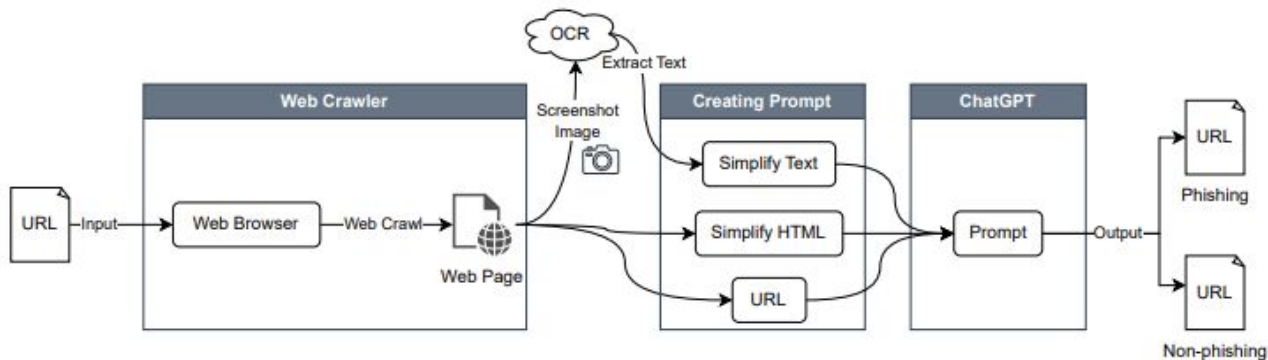 OCR
Extract Text
Web Crawler
Creating Prompt
ChatGPT
Screenshot
Image
URL
Simplify Text
Phishing
URL
Input
Web Browser
Web Crawl
Simplify HTML
Prompt
Output
Web Page
URL
URL
Non-phishing